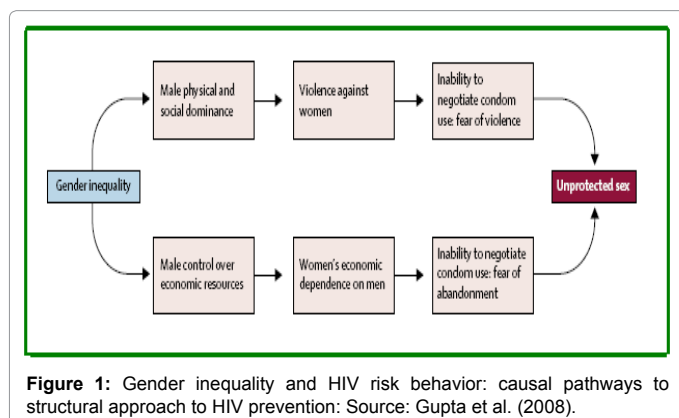 Male physical and
social dominance
Violence against
women
Inability to
negotiate condom
use: fear of violence
Gender inequality
Unprotected sex
Male control over
economic resources
Women's economic
dependence on men
Inability to negotiate
condom use: fear of
abandonment
Figure 1: Gender inequality and HIV risk behavior: causal pathways to
structural approach to HIV prevention: Source: Gupta et al. (2008).